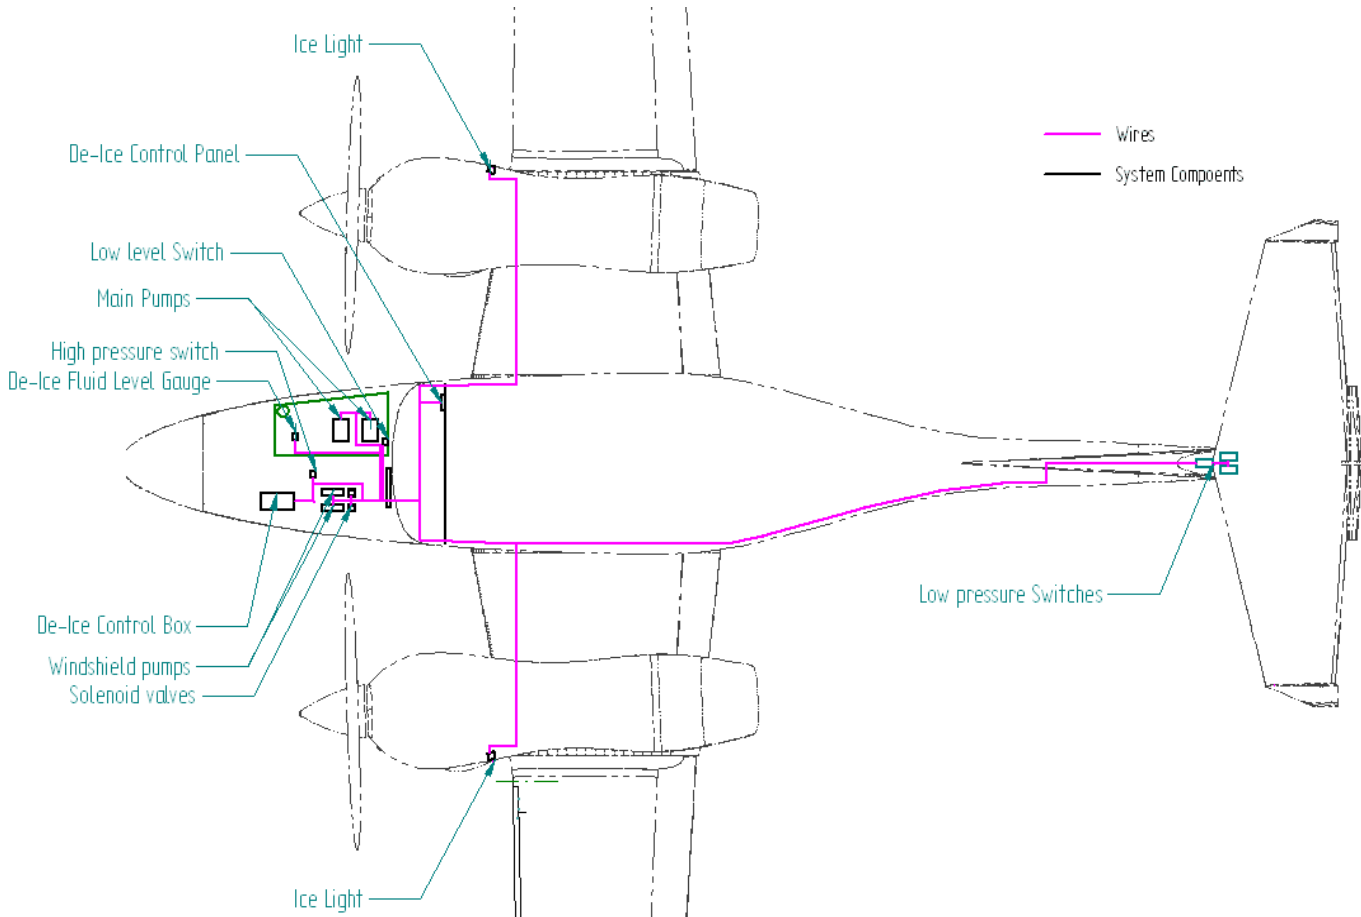 Ice Light
De-Ice Control Panel
Wires
System Compoents
Low level Switch
Main Pumps
High pressure switch
De-Ice Fluid Level Gauge
Low pressure Switches
De-Ice Control Box
Windshield pumps
Solenoid valves
Ice Light